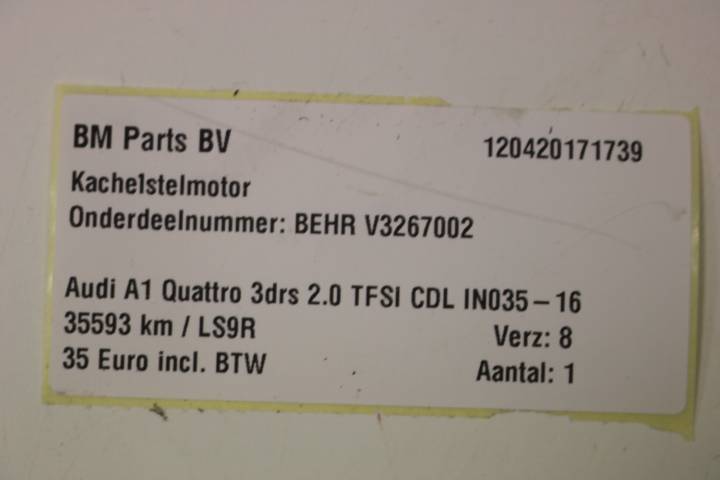 BM Parts BV 120420171739
Kachelstelmotor
Onderdeelnummer: BEHR V3267002
Audi A1 Quattro 3drs 2.0 TFSI CDL IN035-16
35593 km / LS9R Verz: 8
35 Euro incl. BTW Aantal: 1